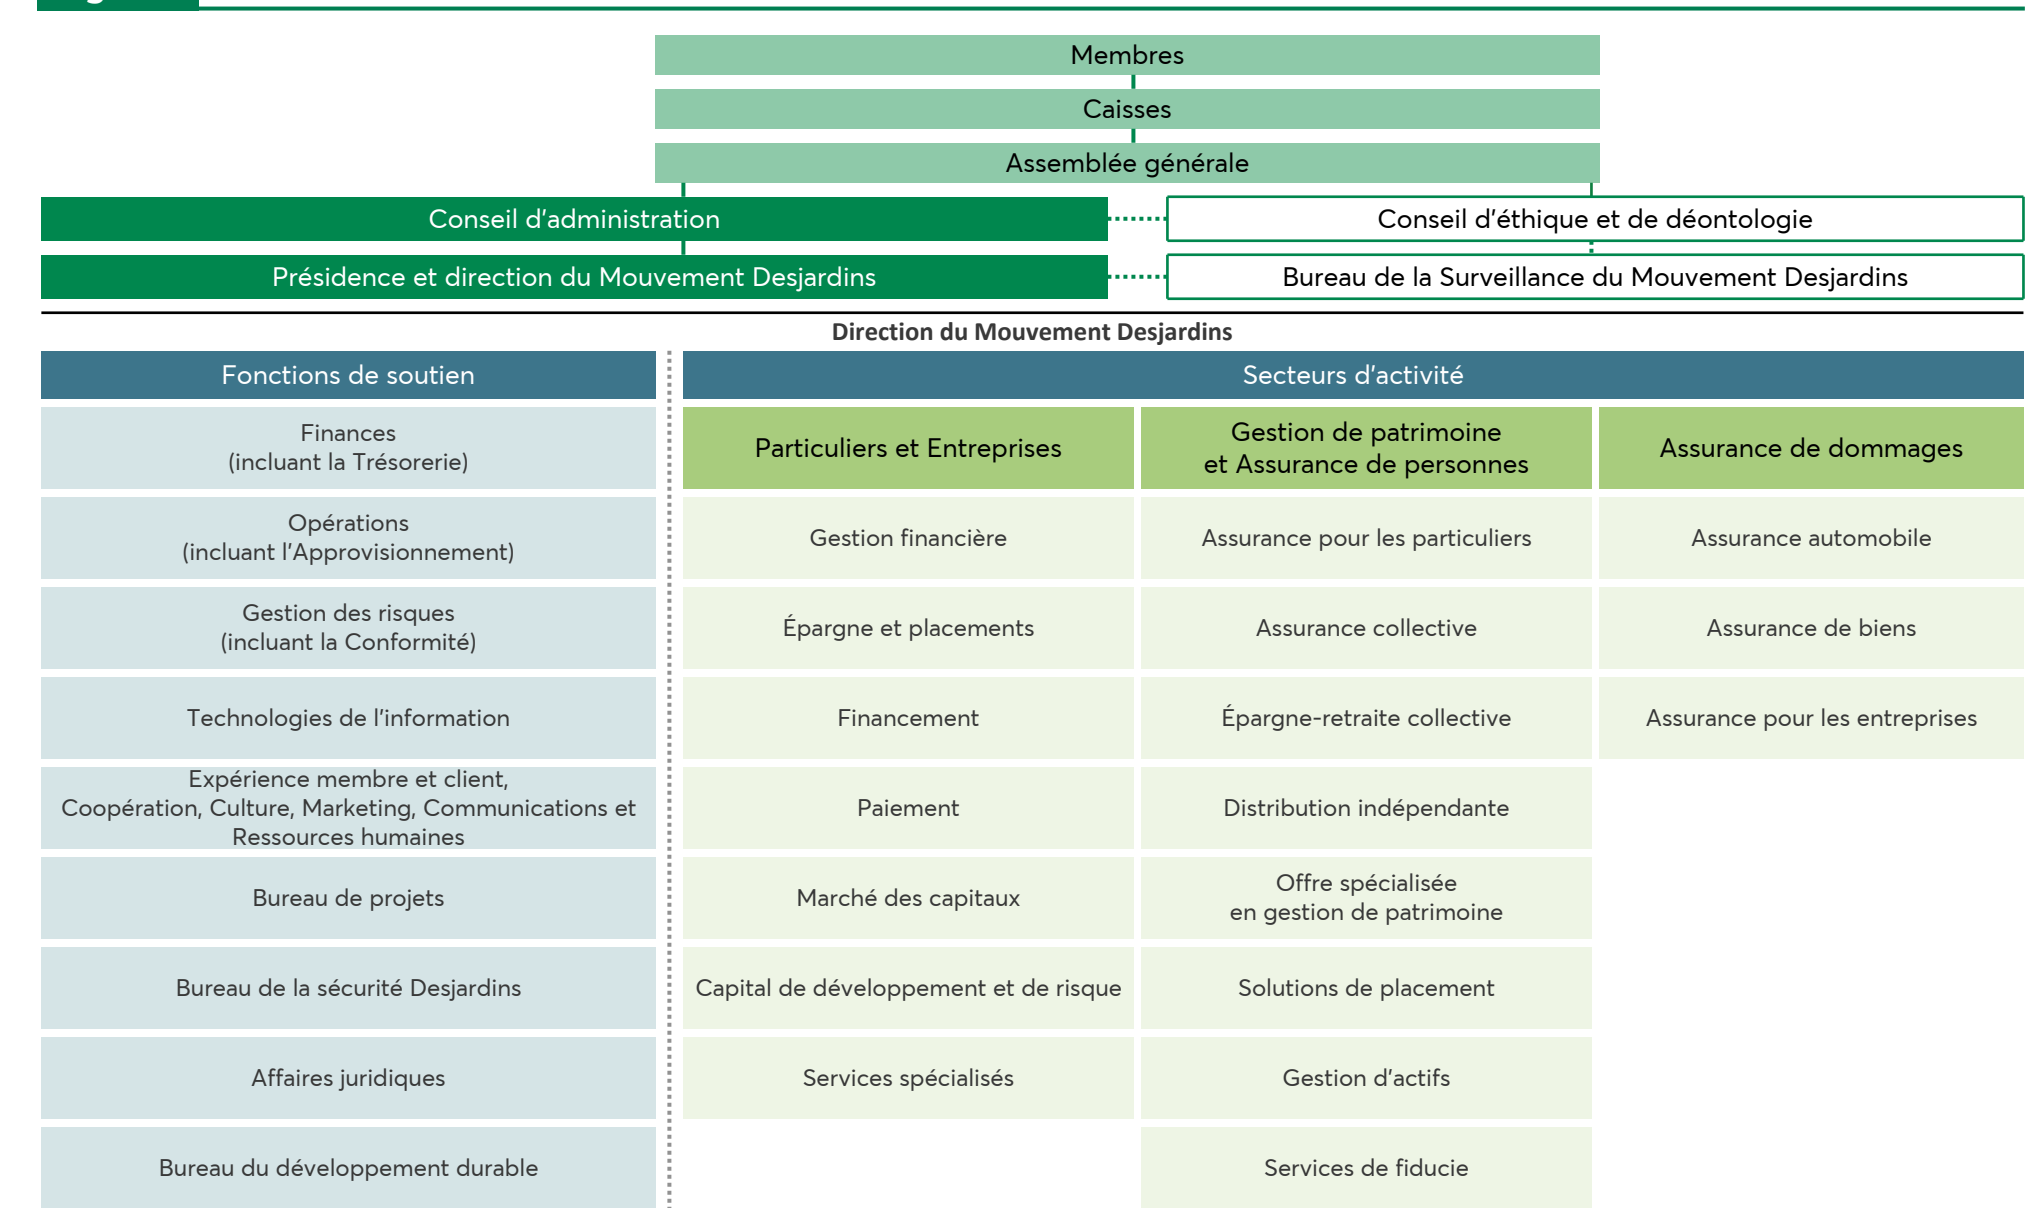 Membres
Caisses
Assemblée générale
Conseil d'administration
Conseil d'éthique et de déontologie
Présidence et direction du Mouvement Desjardins
Bureau de la Surveillance du Mouvement Desjardins
Direction du Mouvement Desjardins
Fonctions de soutien
Secteurs d'activité
Finances
(incluant la Trésorerie)
Particuliers et Entreprises
Gestion de patrimoine
et Assurance de personnes
Assurance de dommages
Opérations
(incluant l'Approvisionnement)
Gestion financière
Assurance pour les particuliers
Assurance automobile
Gestion des risques
(incluant la Conformité)
Épargne et placements
Assurance collective
Assurance de biens
Technologies de l'information
Financement
Épargne-retraite collective
Assurance pour les entreprises
Expérience membre et client,
Coopération, Culture, Marketing, Communications et
Ressources humaines
Paiement
Distribution indépendante
Bureau de projets
Marché des capitaux
Offre spécialisée
en gestion de patrimoine
Bureau de la sécurité Desjardins
Capital de développement et de risque
Solutions de placement
Affaires juridiques
Services spécialisés
Gestion d'actifs
Bureau du développement durable
Services de fiducie